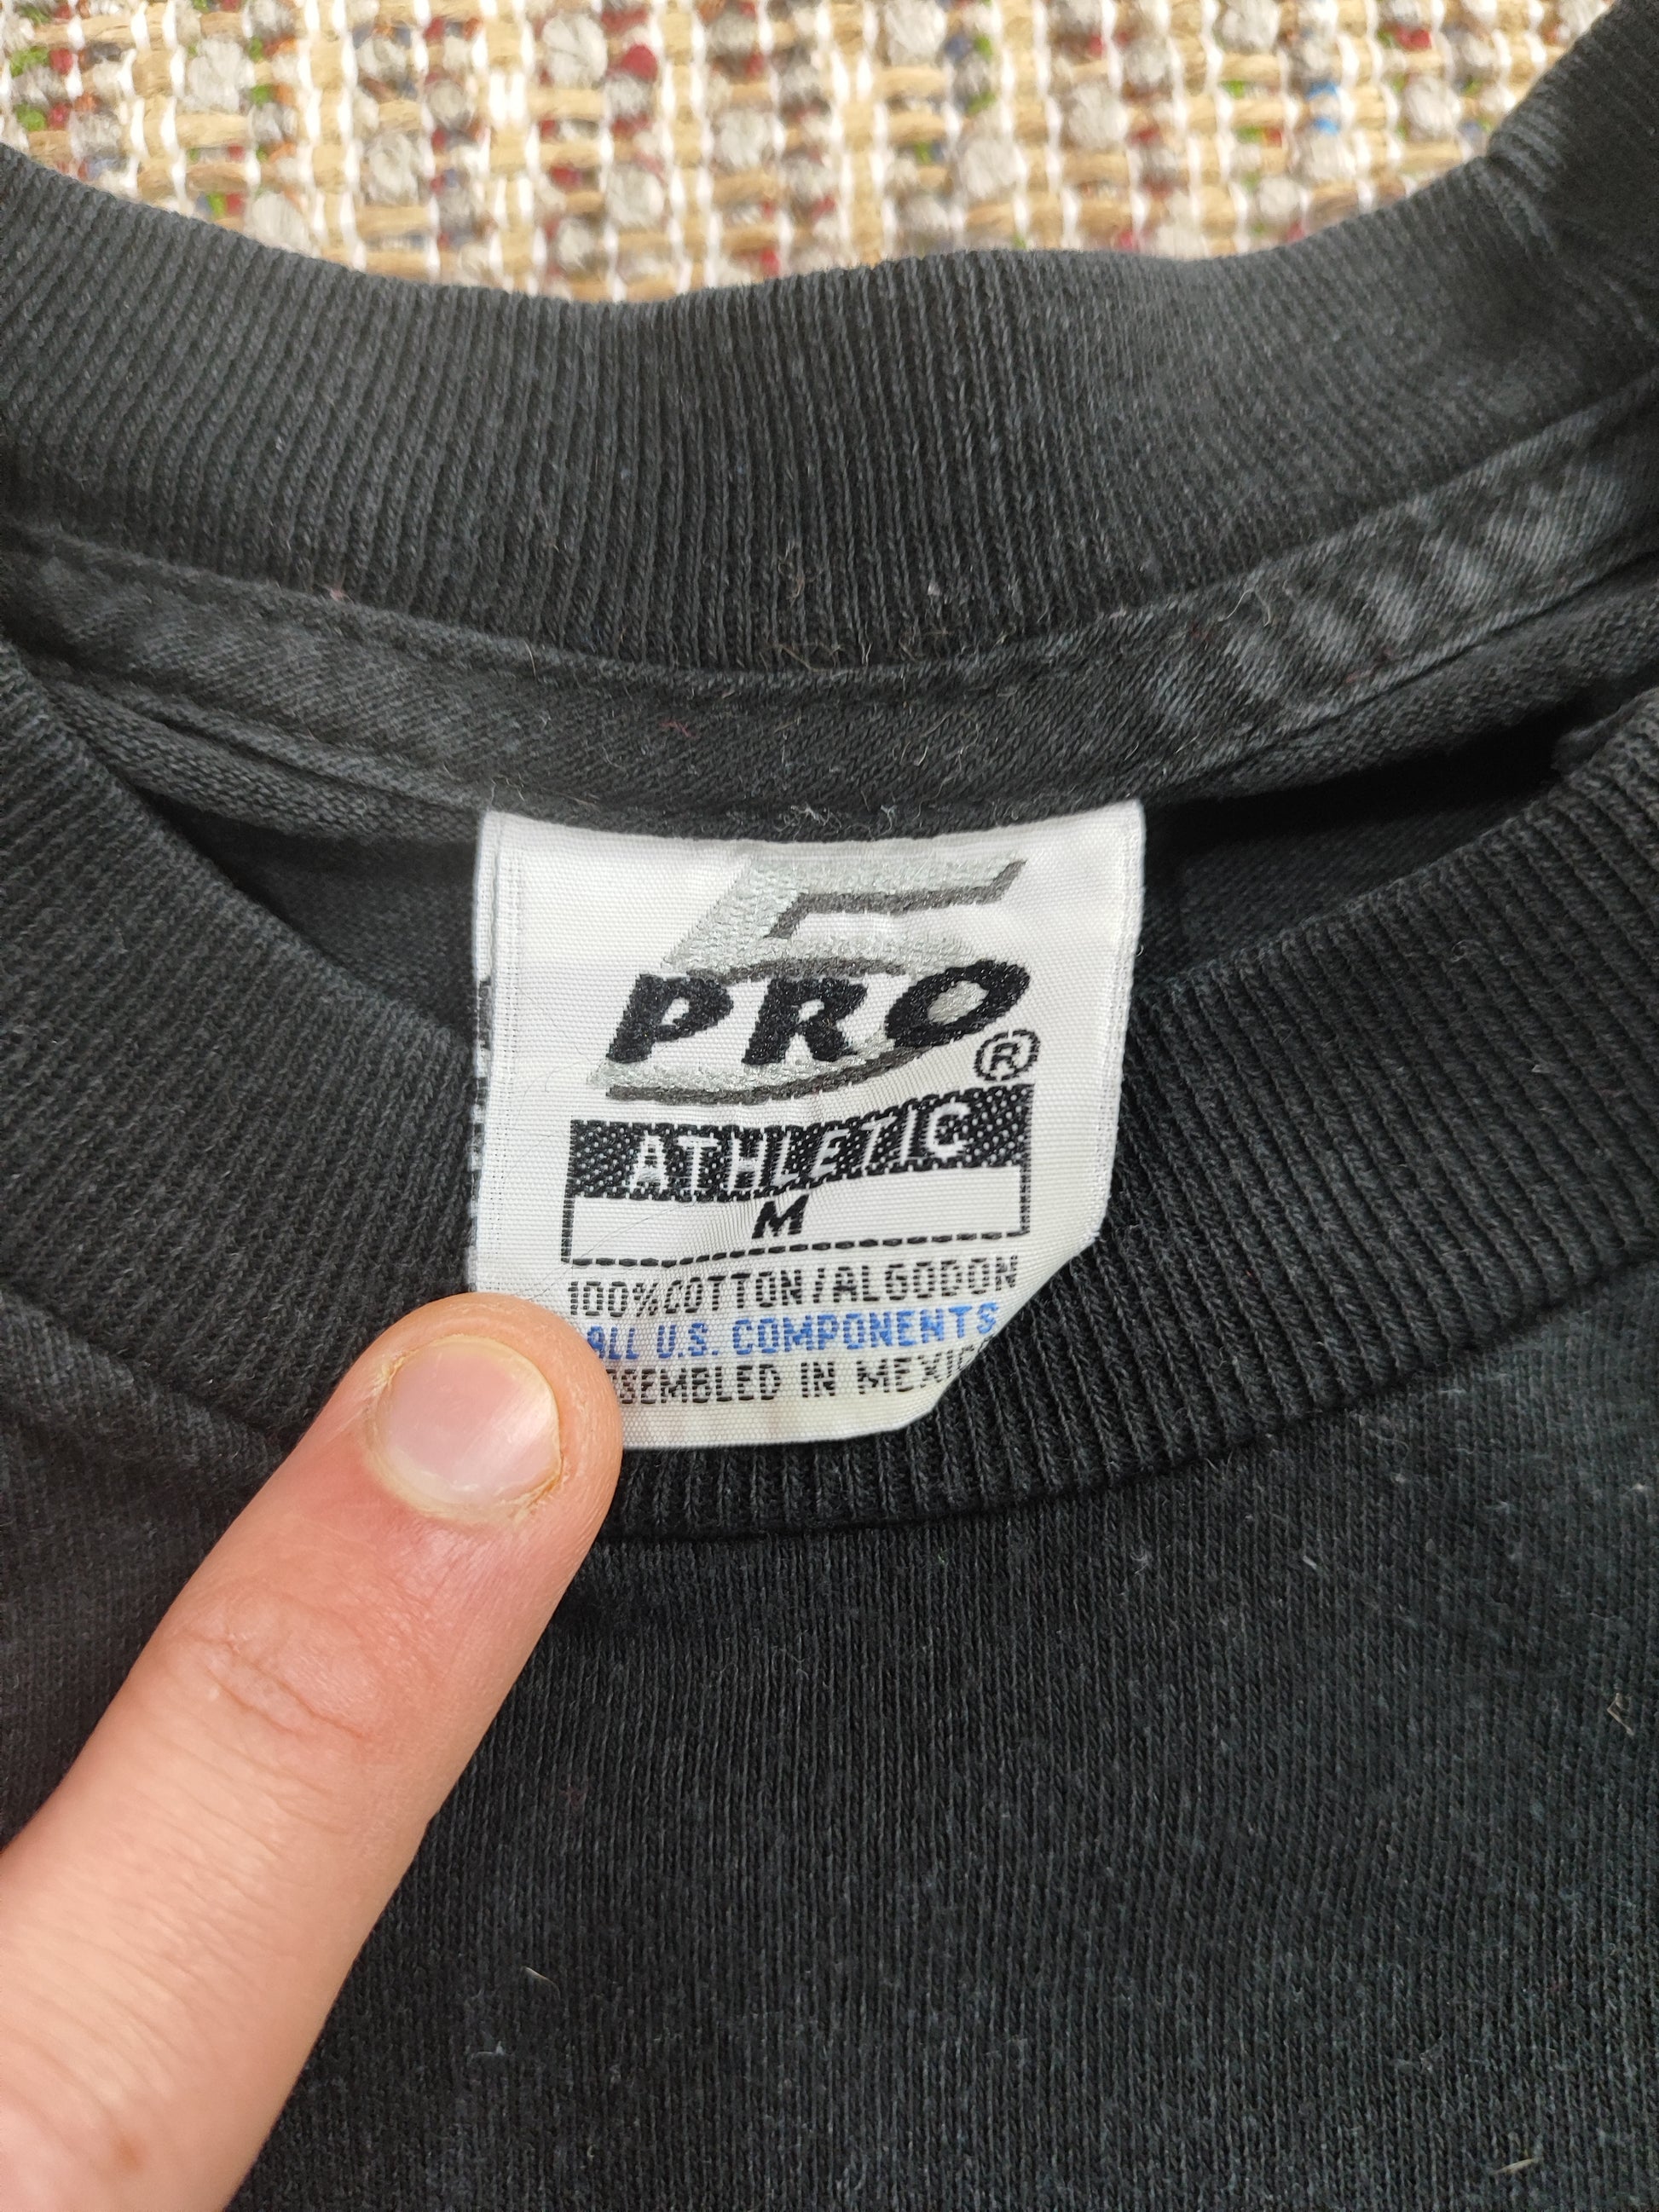 PRO
®
ATHLETIC
M
100% COTTON/ALGODON
ALL U.S. COMPONENTS
SEMBLED IN MEXIC